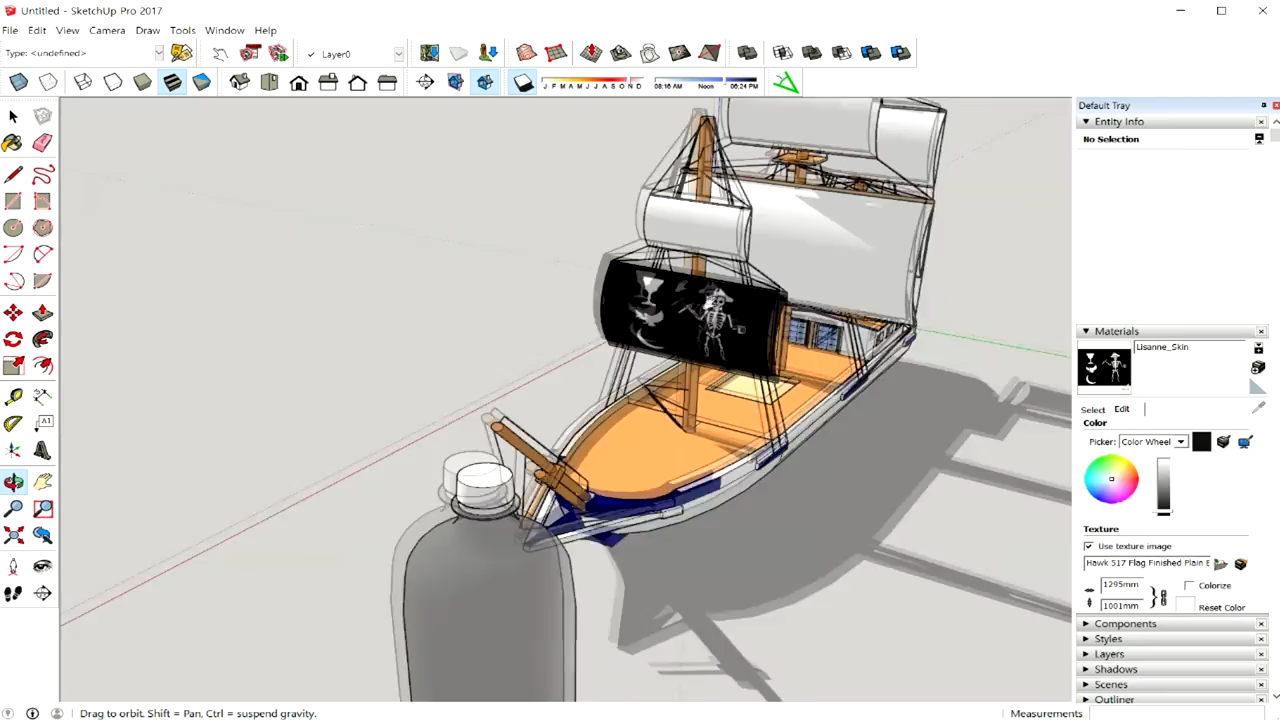 Untitled - SketchUp Pro 2017
File Edit View Camera Draw Tools Window Help
Type: <undefined>
Layer0
J F M A M J J A S O N D
08:16 AM Noon 06:24 PM
Default Tray
Entity Info
No Selection
A1
Materials
Lisanne_Skin
Select Edit
Color
Picker: Color Wheel
Texture
Use texture image
Hawk 517 Flag Finished Plain E
1295mm
Colorize
1001mm
Reset Color
Components
Styles
Layers
Shadows
Scenes
Outliner
Drag to orbit. Shift = Pan, Ctrl = suspend gravity.
Measurements